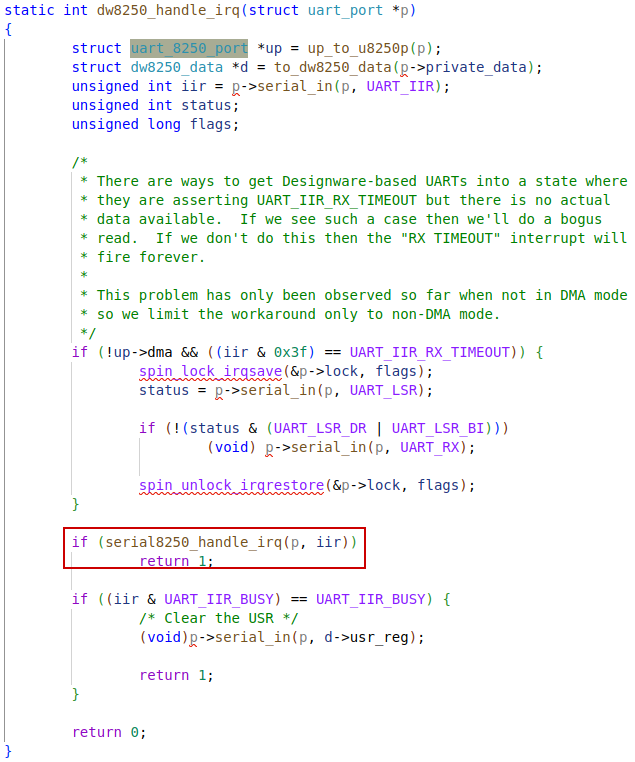 static int dw8250_handle_irq(struct uart_port *p)
{
        struct uart_8250_port *up = up_to_u8250p(p);
        struct dw8250_data *d = to_dw8250_data(p->private_data);
        unsigned int iir = p->serial_in(p, UART_IIR);
        unsigned int status;
        unsigned long flags;

        /*
         * There are ways to get Designware-based UARTs into a state where
         * they are asserting UART_IIR_RX_TIMEOUT but there is no actual
         * data available.  If we see such a case then we'll do a bogus
         * read.  If we don't do this then the "RX TIMEOUT" interrupt will
         * fire forever.
         *
         * This problem has only been observed so far when not in DMA mode
         * so we limit the workaround only to non-DMA mode.
         */
        if (!up->dma && ((iir & 0x3f) == UART_IIR_RX_TIMEOUT)) {
                spin_lock_irqsave(&p->lock, flags);
                status = p->serial_in(p, UART_LSR);

                if (!(status & (UART_LSR_DR | UART_LSR_BI)))
                        (void) p->serial_in(p, UART_RX);

                spin_unlock_irqrestore(&p->lock, flags);
        }

        if (serial8250_handle_irq(p, iir))
                return 1;

        if ((iir & UART_IIR_BUSY) == UART_IIR_BUSY) {
                /* Clear the USR */
                (void)p->serial_in(p, d->usr_reg);

                return 1;
        }

        return 0;
}